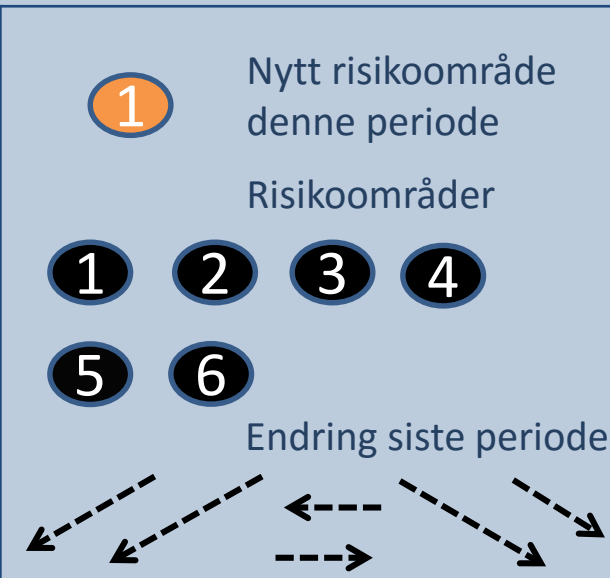 1
Nytt risikoområde
denne periode
Risikoområder
1 2 3 4
5 6
Endring siste periode